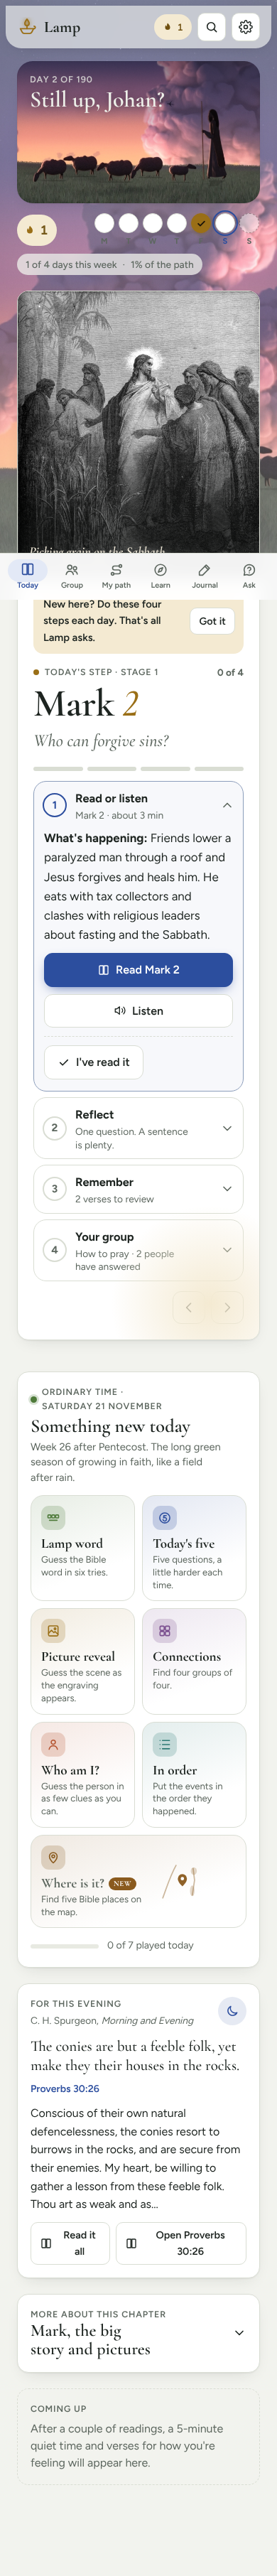 Lamp
1
DAY 2 OF 190
Still up, Johan?
1
M T W T S S
1 of 4 days this week · 1% of the path
Picking grain on the Sabbath
Today Group My path Learn Journal Ask
New here? Do these four
steps each day. That's all
Lamp asks.
Got it
TODAY'S STEP · STAGE 1
0 of 4
Mark 2
Who can forgive sins?
1
Read or listen
Mark 2 · about 3 min
What's happening: Friends lower a
paralyzed man through a roof and
Jesus forgives and heals him. He
eats with tax collectors and
clashes with religious leaders
about fasting and the Sabbath.
Read Mark 2
Listen
I've read it
2
Reflect
One question. A sentence
is plenty.
3
Remember
2 verses to review
4
Your group
How to pray · 2 people
have answered
ORDINARY TIME ·
SATURDAY 21 NOVEMBER
Something new today
Week 26 after Pentecost. The long green
season of growing in faith, like a field
after rain.
Lamp word
Guess the Bible
word in six tries.
5
Today's five
Five questions, a
little harder each
time.
Picture reveal
Guess the scene as
the engraving
appears.
Connections
Find four groups of
four.
Who am I?
Guess the person in
as few clues as you
can.
In order
Put the events in
the order they
happened.
Where is it? NEW
Find five Bible places on
the map.
0 of 7 played today
FOR THIS EVENING
C. H. Spurgeon, Morning and Evening
The conies are but a feeble folk, yet
make they their houses in the rocks.
Proverbs 30:26
Conscious of their own natural
defencelessness, the conies resort to
burrows in the rocks, and are secure from
their enemies. My heart, be willing to
gather a lesson from these feeble folk.
Thou art as weak and as...
Read it
all
Open Proverbs
30:26
MORE ABOUT THIS CHAPTER
Mark, the big
story and pictures
COMING UP
After a couple of readings, a 5-minute
quiet time and verses for how you're
feeling will appear here.